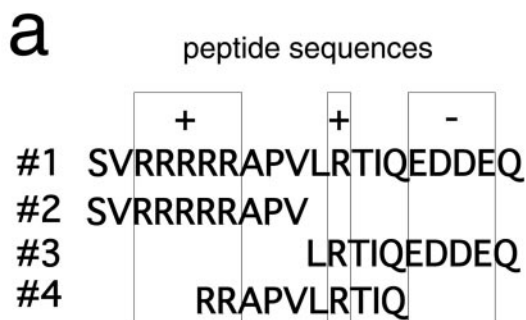 a
peptide sequences
+ + -
#1 SVRRRRRAPVLRTIQEDDEQ
#2 SVRRRRRAPV
#3 LRTIQEDDEQ
#4 RRAPVLRTIQ